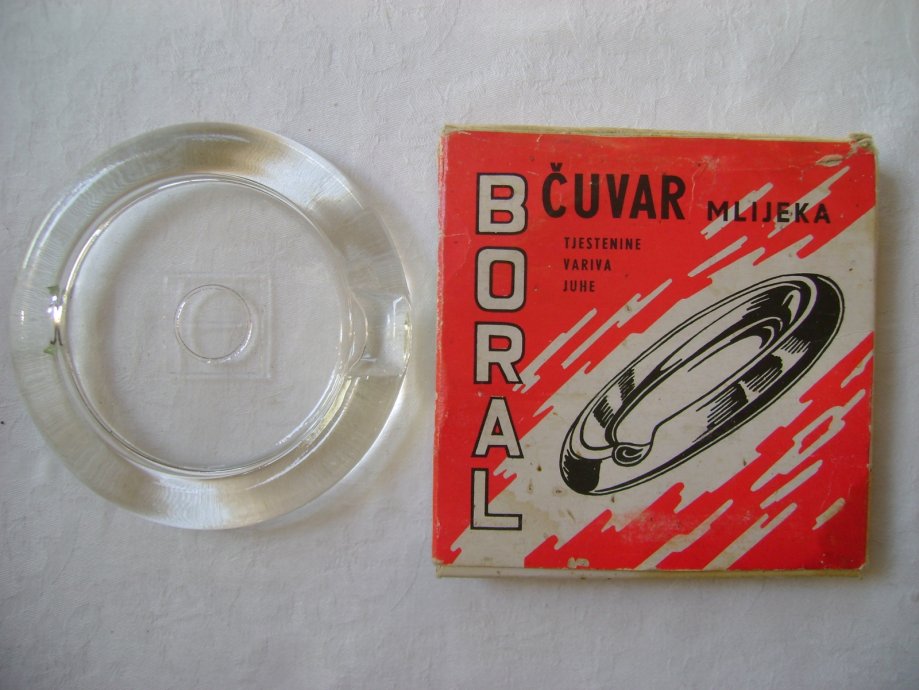 BORAL
ČUVAR MLIJEKA
TJESTENINE
VARIVA
JUHE